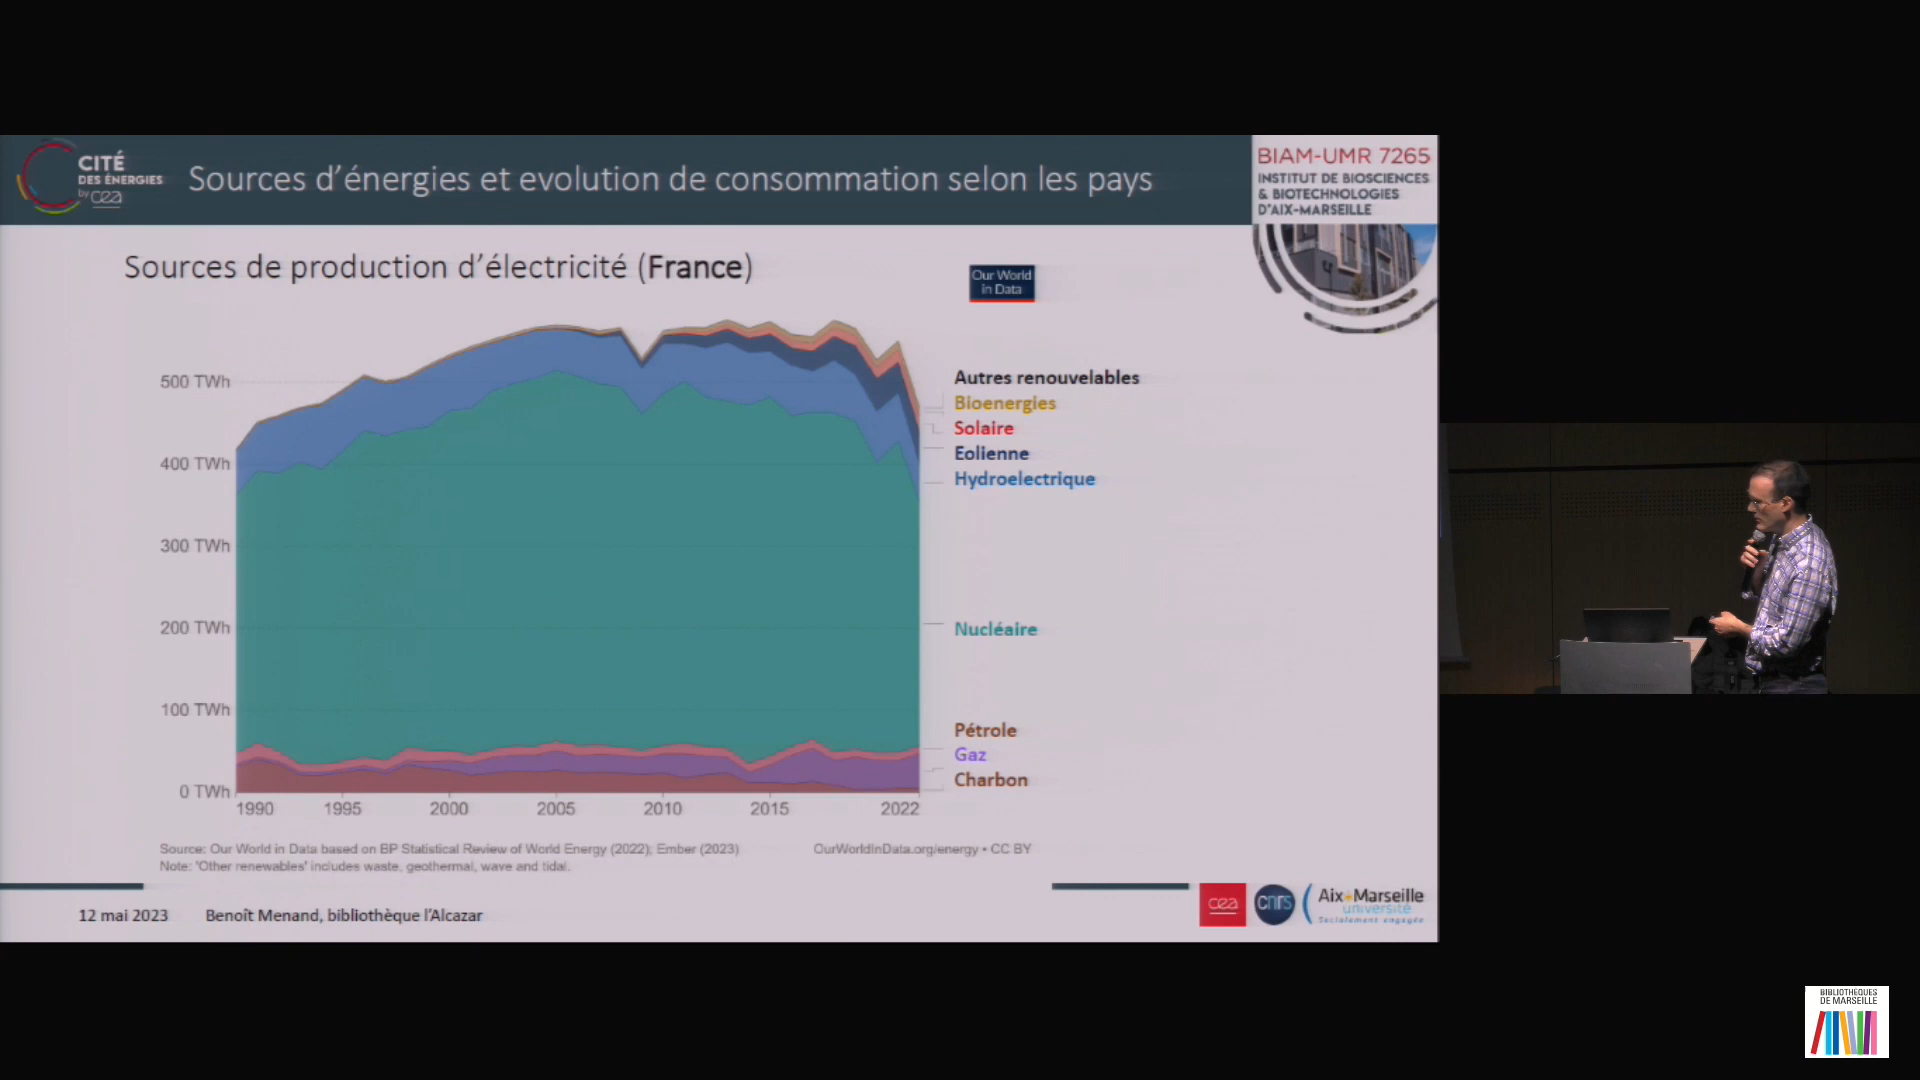 CITÉ
DES ÉNERGIES
by cea
Sources d’énergies et evolution de consommation selon les pays
BIAM-UMR 7265
INSTITUT DE BIOSCIENCES
& BIOTECHNOLOGIES
D'AIX-MARSEILLE
Sources de production d’électricité (France)
Our World
in Data
500 TWh
400 TWh
300 TWh
200 TWh
100 TWh
0 TWh
1990
1995
2000
2005
2010
2015
2022
Autres renouvelables
Bioenergies
Solaire
Eolienne
Hydroelectrique
Nucléaire
Pétrole
Gaz
Charbon
Source: Our World in Data based on BP Statistical Review of World Energy (2022); Ember (2023)
OurWorldInData.org/energy • CC BY
Note: 'Other renewables' includes waste, geothermal, wave and tidal.
12 mai 2023
Benoît Menand, bibliothèque l’Alcazar
cea
cnrs
Aix+Marseille
université
Socialement engagée
BIBLIOTHÈQUES
DE MARSEILLE